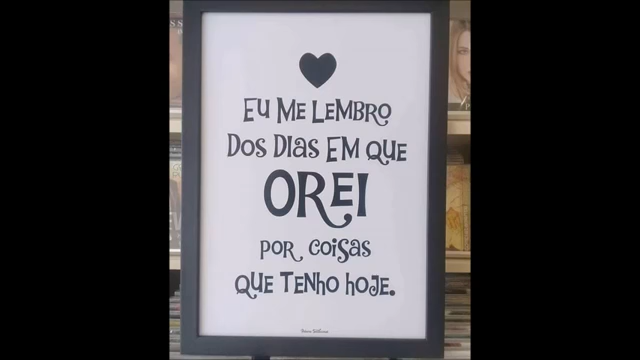 EU ME LEMBRO
DOS DIAS EM QUE
OREI
POR COISAS
QUE TENHO HOJE.